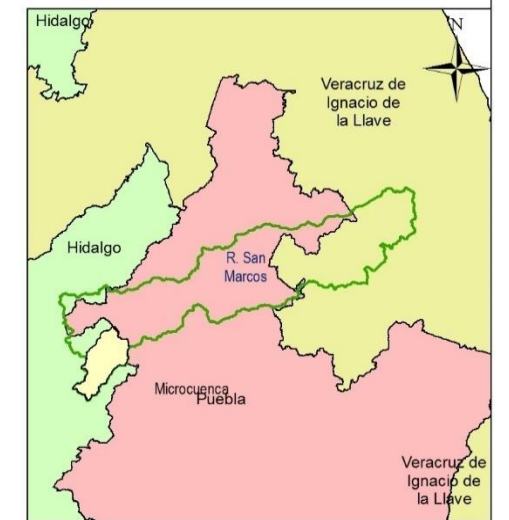 Hidalgo
N
Veracruz de
Ignacio de
la Llave
Hidalgo
R. San
Marcos
Microcuenca
Puebla
Veracruz de
Ignacio de
la Llave